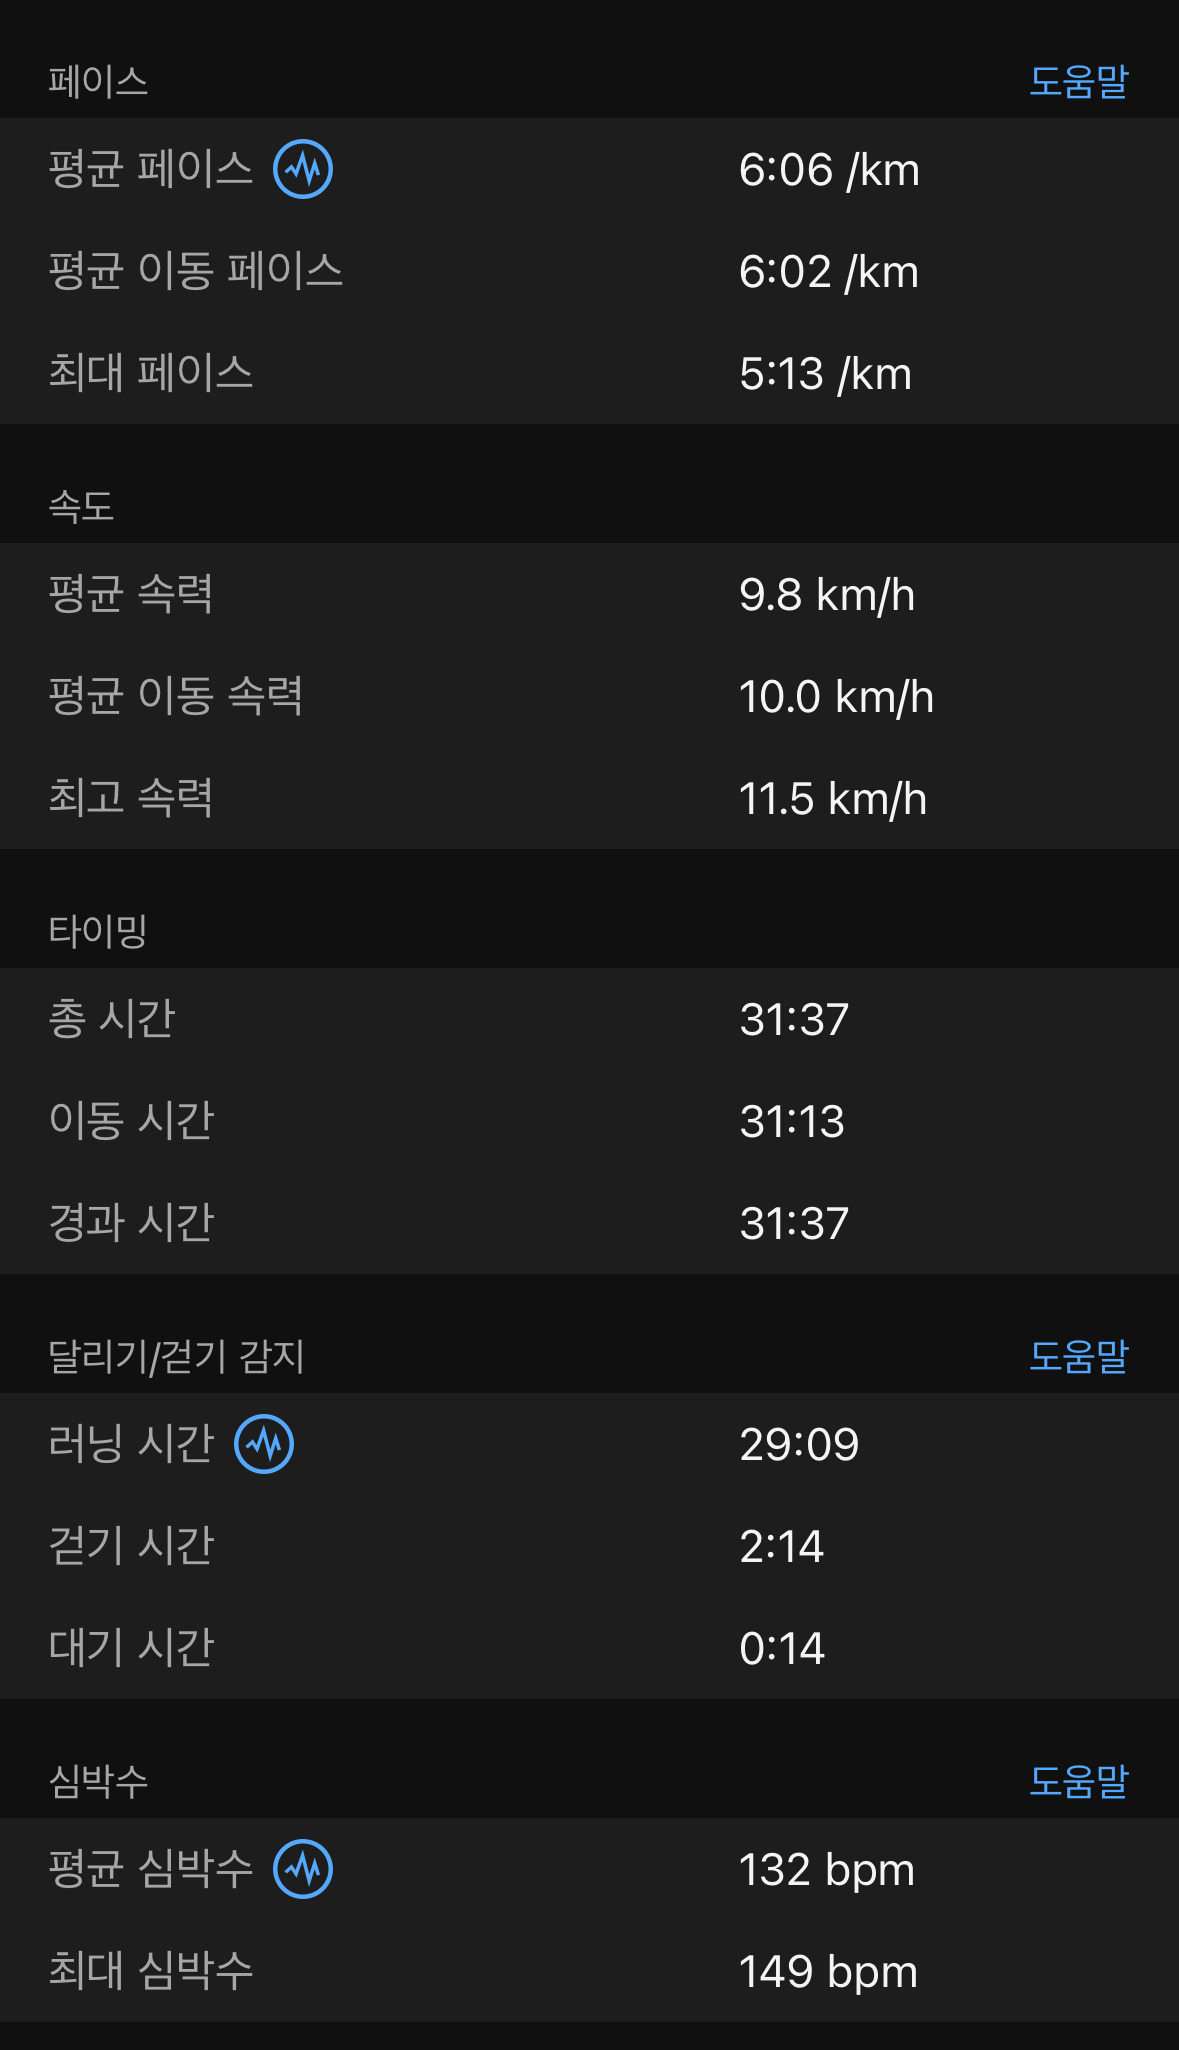 페이스 도움말
평균 페이스 6:06 /km
평균 이동 페이스 6:02 /km
최대 페이스 5:13 /km
속도
평균 속력 9.8 km/h
평균 이동 속력 10.0 km/h
최고 속력 11.5 km/h
타이밍
총 시간 31:37
이동 시간 31:13
경과 시간 31:37
달리기/걷기 감지 도움말
러닝 시간 29:09
걷기 시간 2:14
대기 시간 0:14
심박수 도움말
평균 심박수 132 bpm
최대 심박수 149 bpm